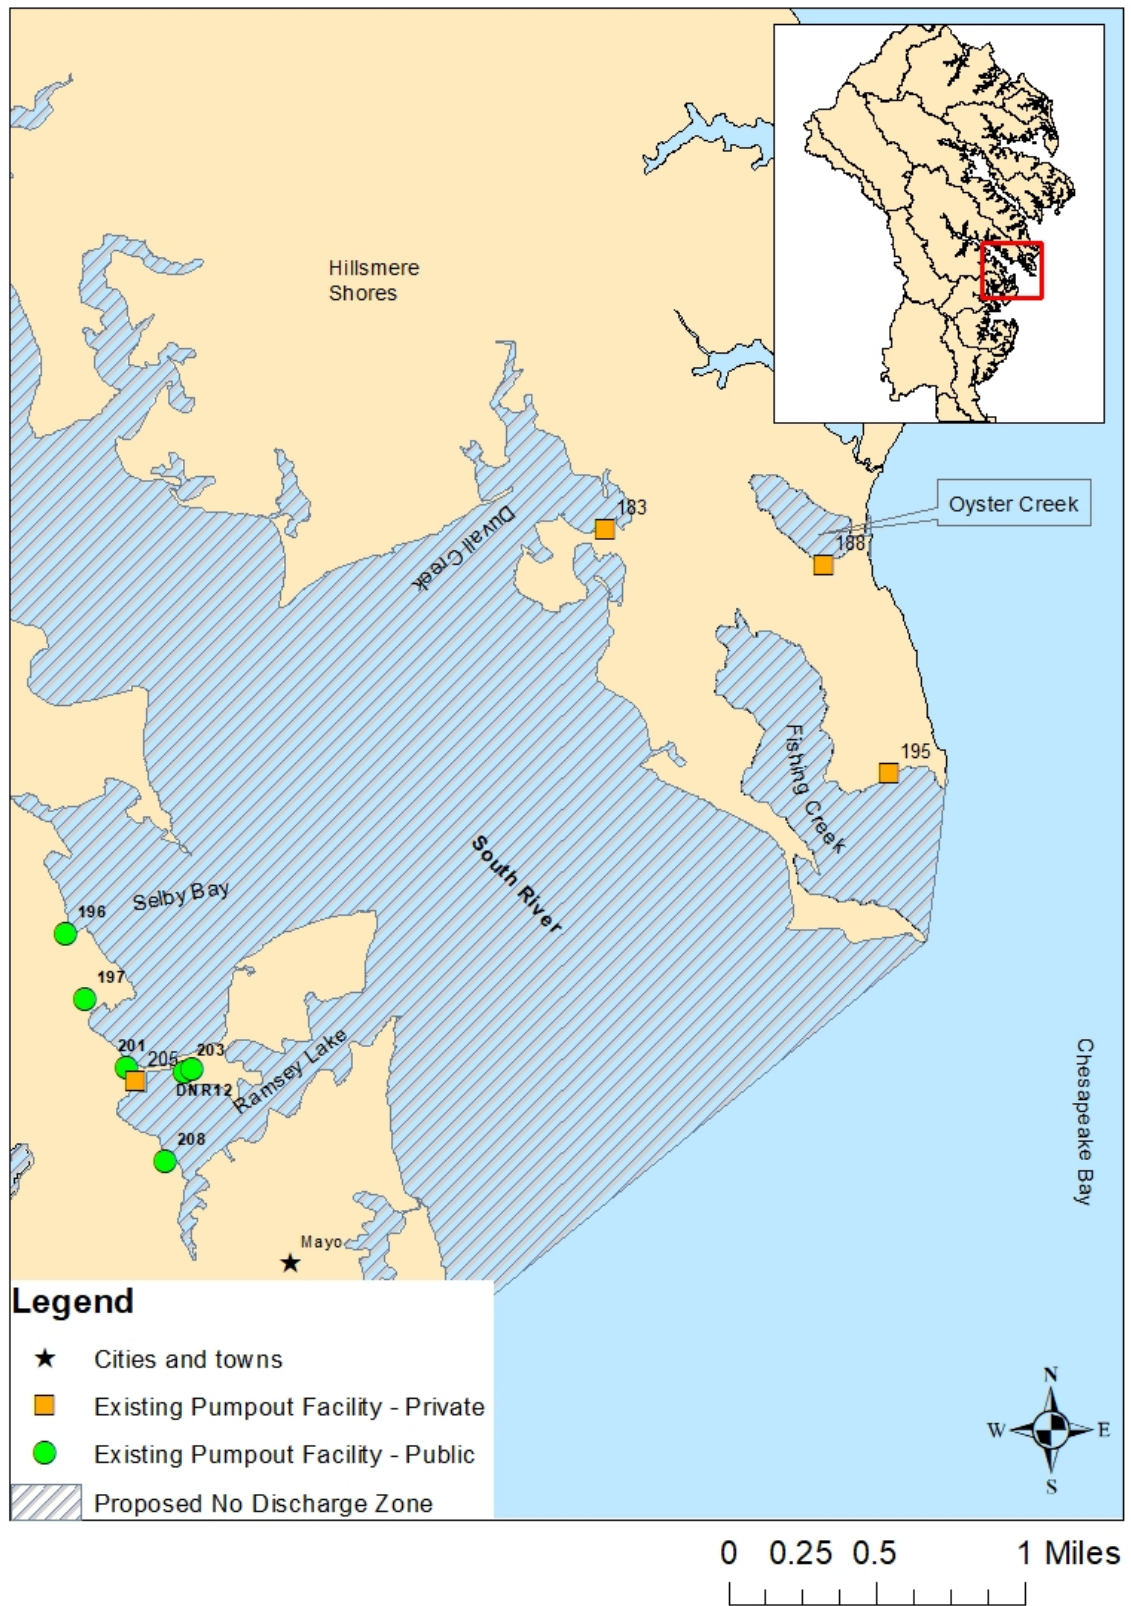 Hillsmere
Shores
183
Oyster Creek
188
Duvall Creek
195
Fishing Creek
South River
Selby Bay
196
197
201
205
203
DNR12
Ramsey Lake
208
Chesapeake Bay
Mayo
Legend
Cities and towns
Existing Pumpout Facility - Private
Existing Pumpout Facility - Public
Proposed No Discharge Zone
N
W E
S
0 0.25 0.5 1 Miles